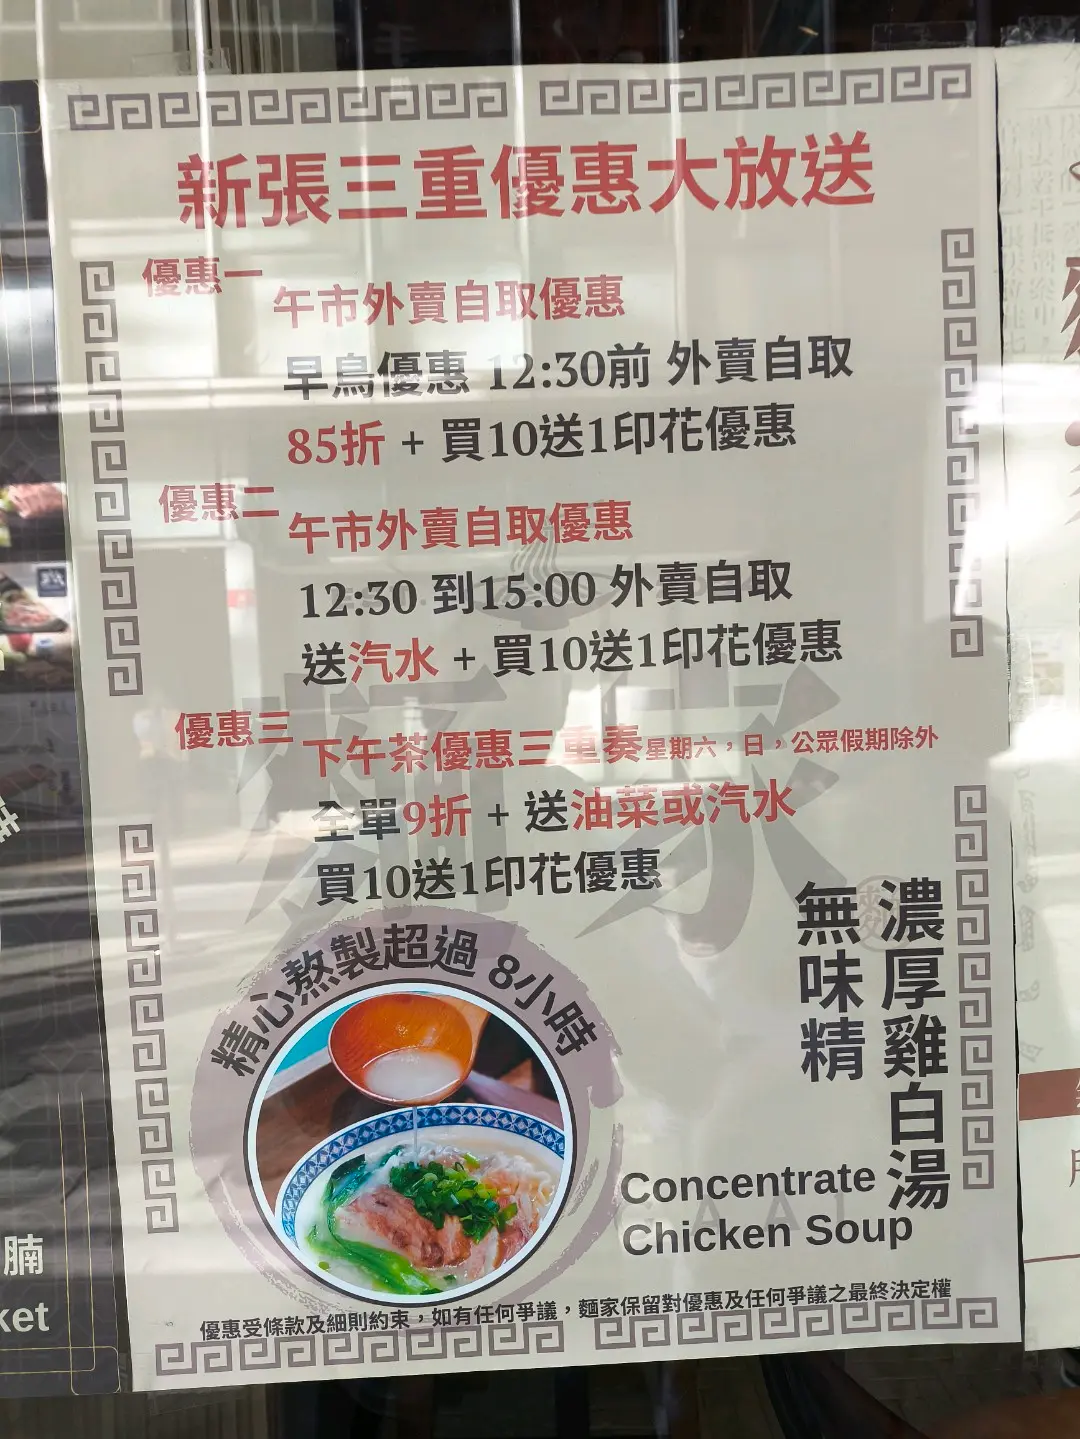 新張三重優惠大放送
優惠一
午市外賣自取優惠
早鳥優惠 12:30前 外賣自取
85折 + 買10送1印花優惠
優惠二
午市外賣自取優惠
12:30 到15:00 外賣自取
送汽水 + 買10送1印花優惠
優惠三
下午茶優惠三重奏星期六，日，公眾假期除外
全單9折 + 送油菜或汽水
買10送1印花優惠
精心熬製超過 8小時
濃厚雞白湯
無味精
Concentrate
Chicken Soup
優惠受條款及細則約束，如有任何爭議，麵家保留對優惠及任何爭議之最終決定權
麵家
腩
ket